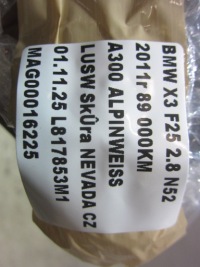 BMW X3 F25 2.8 N52
2011r 89 000KM
A300 ALPINWEISS
LUSW SkÛra NEVADA CZ
01.11.25 L817853M1
MAG00016225